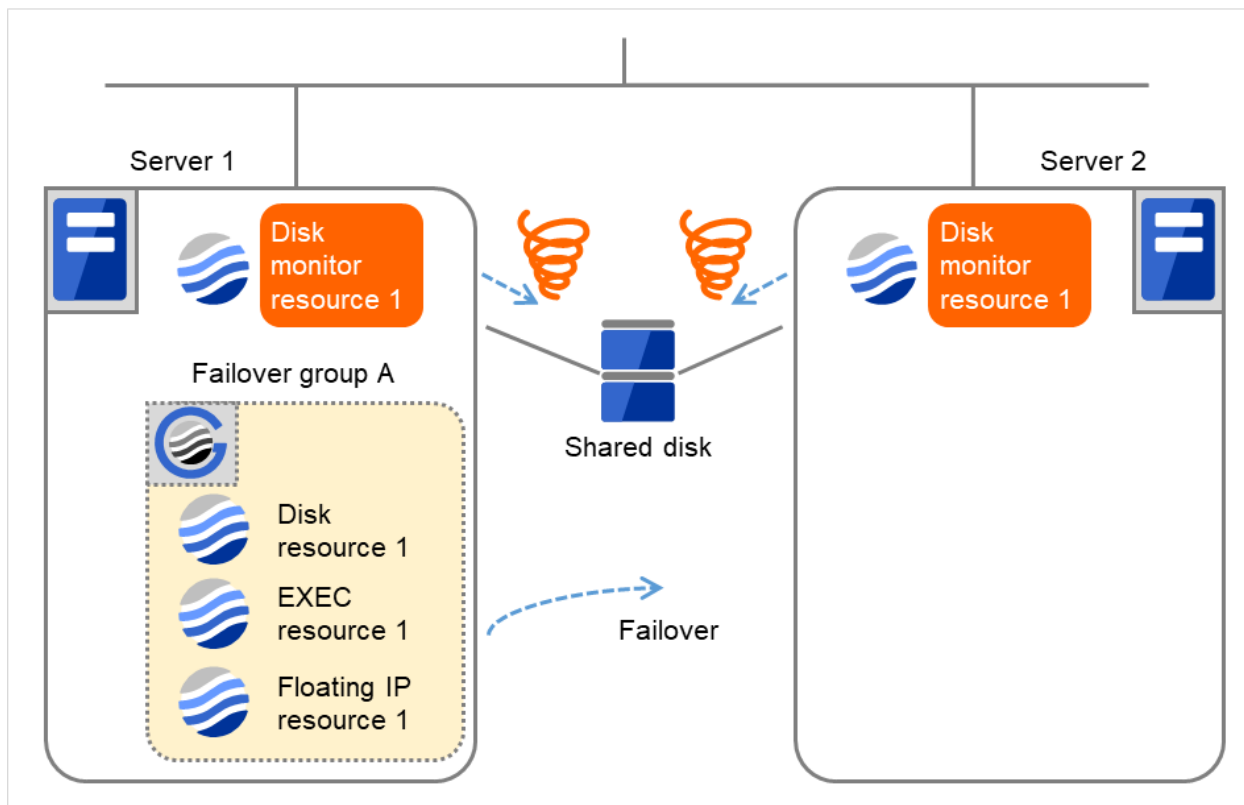 Server 1
Server 2
Disk
monitor
resource 1
Disk
monitor
resource 1
Failover group A
Shared disk
Disk
resource 1
EXEC
resource 1
Failover
Floating IP
resource 1